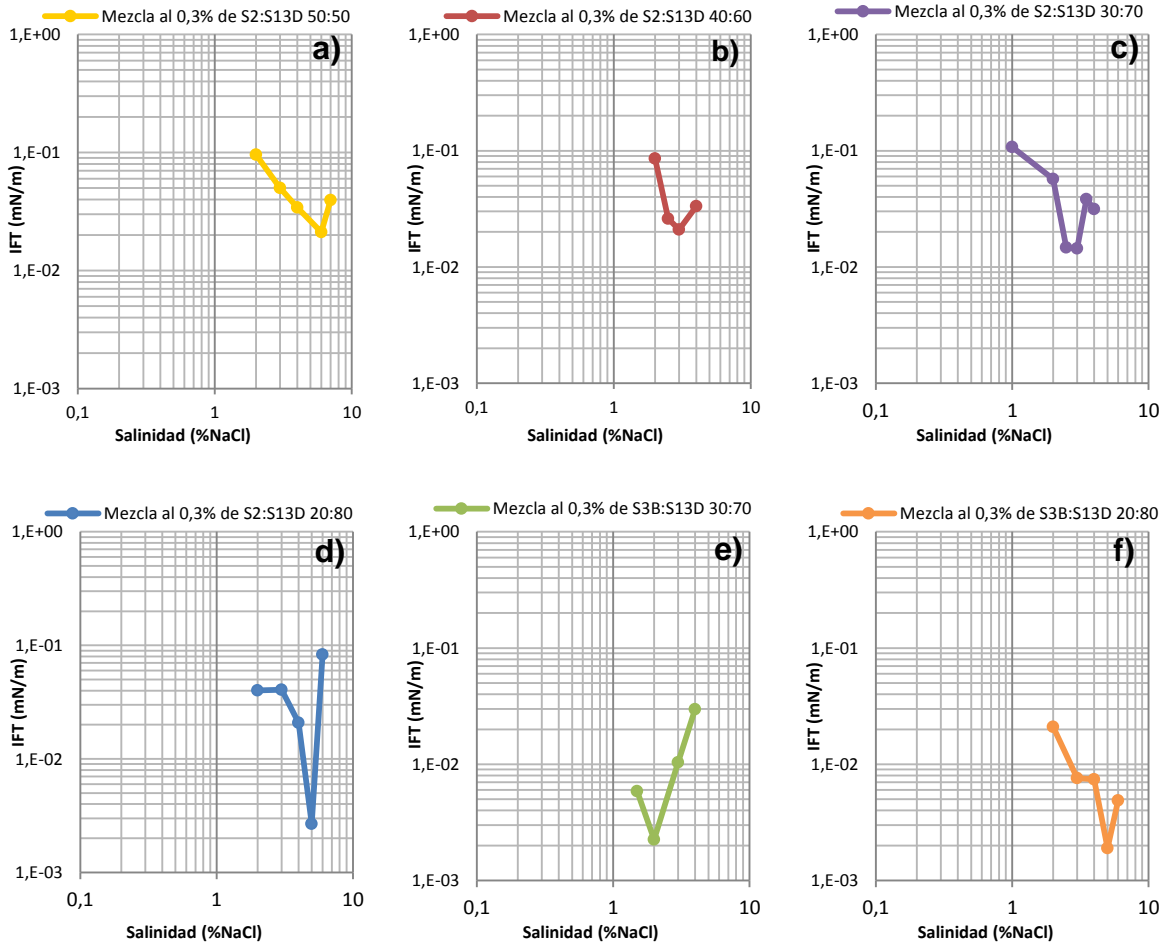 Mezcla al 0,3% de S2:S13D 50:50
a)
1,E+00
1,E-01
1,E-02
1,E-03
IFT (mN/m)
0,1
1
10
Salinidad (%NaCl)
Mezcla al 0,3% de S2:S13D 40:60
b)
1,E+00
1,E-01
1,E-02
1,E-03
IFT (mN/m)
0,1
1
10
Salinidad (%NaCl)
Mezcla al 0,3% de S2:S13D 30:70
c)
1,E+00
1,E-01
1,E-02
1,E-03
IFT (mN/m)
0,1
1
10
Salinidad (%NaCl)
Mezcla al 0,3% de S2:S13D 20:80
d)
1,E+00
1,E-01
1,E-02
1,E-03
IFT (mN/m)
0,1
1
10
Salinidad (%NaCl)
Mezcla al 0,3% de S3B:S13D 30:70
e)
1,E+00
1,E-01
1,E-02
1,E-03
IFT (mN/m)
0,1
1
10
Salinidad (%NaCl)
Mezcla al 0,3% de S3B:S13D 20:80
f)
1,E+00
1,E-01
1,E-02
1,E-03
IFT (mN/m)
0,1
1
10
Salinidad (%NaCl)